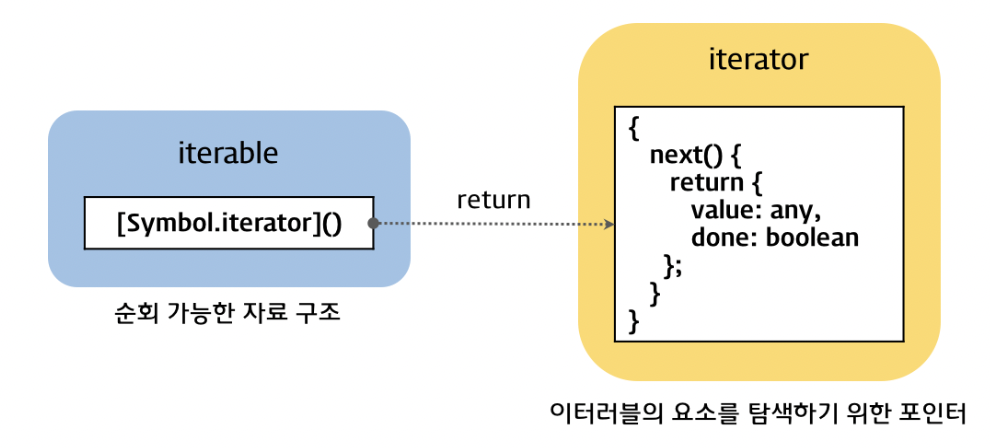 iterable
[Symbol.iterator]()
순회 가능한 자료 구조
return
iterator
{
next() {
return {
value: any,
done: boolean
};
}
}
이터러블의 요소를 탐색하기 위한 포인터